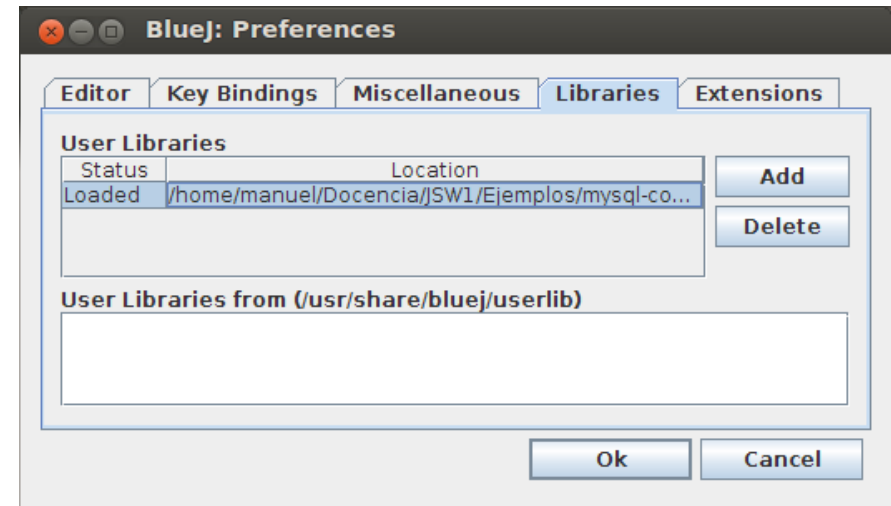 BlueJ: Preferences
Editor Key Bindings Miscellaneous Libraries Extensions
User Libraries
Status Location
Loaded /home/manuel/Docencia/JSW1/Ejemplos/mysql-co...
Add
Delete
User Libraries from (/usr/share/bluej/userlib)
Ok Cancel